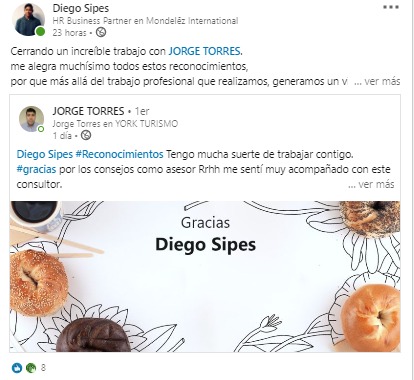 Diego Sipes
HR Business Partner en Mondelēz International
23 horas •
Cerrando un increíble trabajo con JORGE TORRES.
me alegra muchísimo todos estos reconocimientos,
por que más allá del trabajo profesional que realizamos, generamos un v ... ver más
JORGE TORRES • 1er
Jorge Torres en YORK TURISMO
1 día •
Diego Sipes #Reconocimientos Tengo mucha suerte de trabajar contigo.
#gracias por los consejos como asesor Rrhh me sentí muy acompañado con este
consultor. ... ver más
Gracias
Diego Sipes
8